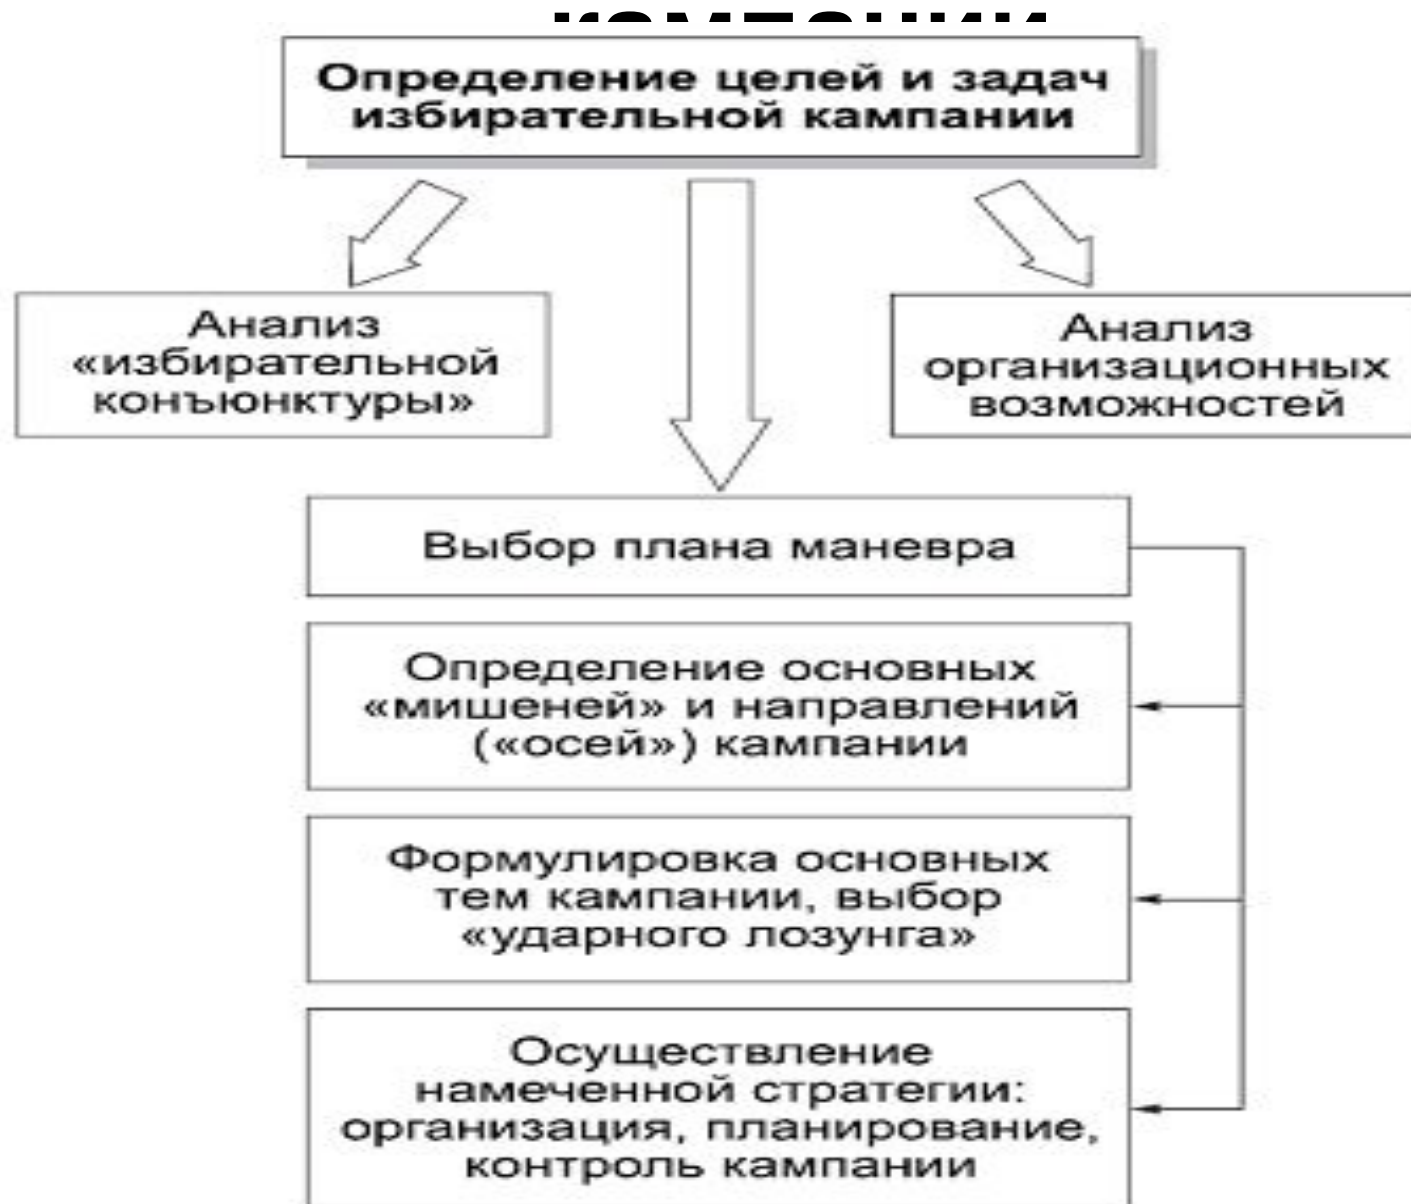 кампании
Определение целей и задач
избирательной кампании
Анализ
«избирательной
конъюнктуры»
Анализ
организационных
возможностей
Выбор плана маневра
Определение основных
«мишеней» и направлений
(«осей») кампании
Формулировка основных
тем кампании, выбор
«ударного лозунга»
Осуществление
намеченной стратегии:
организация, планирование,
контроль кампании